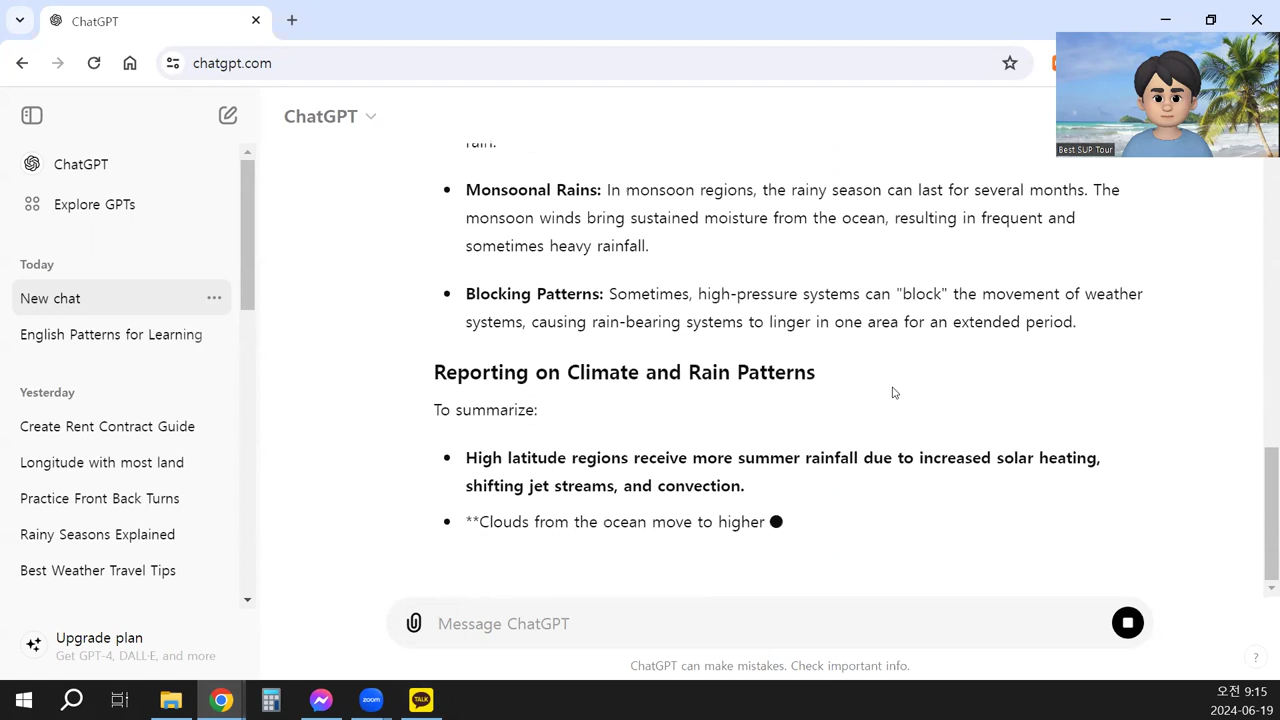 ChatGPT
chatgpt.com
Best SUP Tour
ChatGPT
ChatGPT
Explore GPTs
Today
New chat
English Patterns for Learning
Yesterday
Create Rent Contract Guide
Longitude with most land
Practice Front Back Turns
Rainy Seasons Explained
Best Weather Travel Tips
Upgrade plan
Get GPT-4, DALL·E, and more
rain.
Monsoonal Rains: In monsoon regions, the rainy season can last for several months. The
monsoon winds bring sustained moisture from the ocean, resulting in frequent and
sometimes heavy rainfall.
Blocking Patterns: Sometimes, high-pressure systems can "block" the movement of weather
systems, causing rain-bearing systems to linger in one area for an extended period.
Reporting on Climate and Rain Patterns
To summarize:
High latitude regions receive more summer rainfall due to increased solar heating,
shifting jet streams, and convection.
**Clouds from the ocean move to higher
Message ChatGPT
ChatGPT can make mistakes. Check important info.
?
zoom
TALK
오전 9:15
2024-06-19